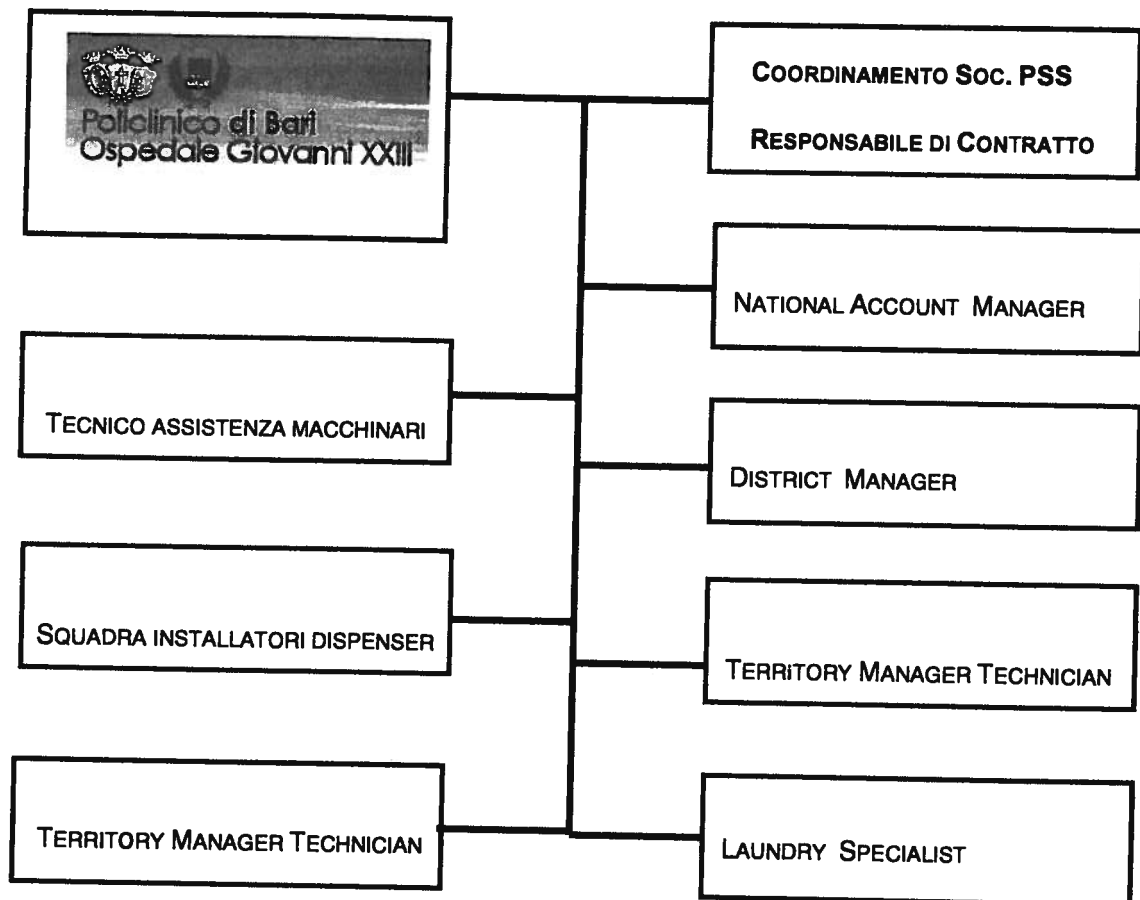 Policlinico di Bari
Ospedale Giovanni XXIII
COORDINAMENTO SOC. PSS
RESPONSABILE DI CONTRATTO
NATIONAL ACCOUNT MANAGER
TECNICO ASSISTENZA MACCHINARI
DISTRICT MANAGER
SQUADRA INSTALLATORI DISPENSER
TERRITORY MANAGER TECHNICIAN
TERRITORY MANAGER TECHNICIAN
LAUNDRY SPECIALIST